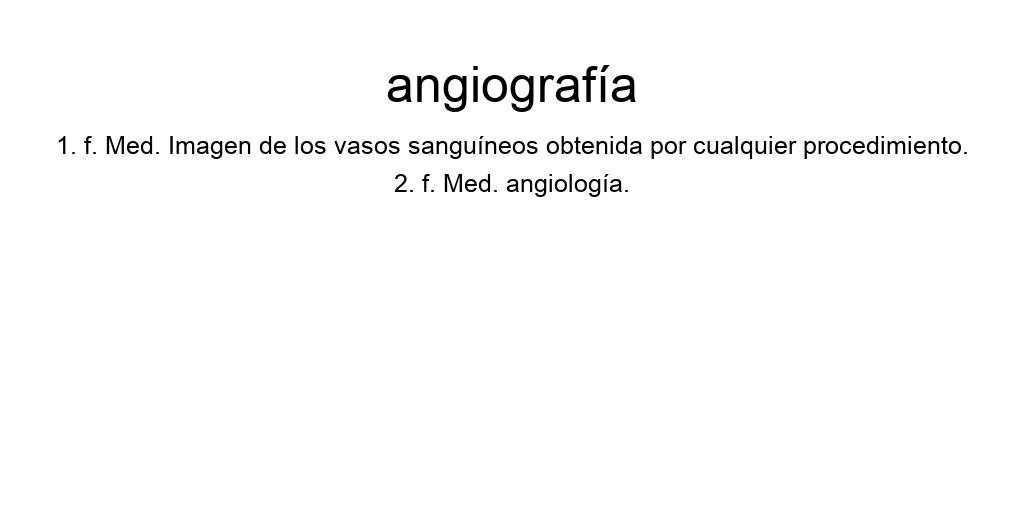 angiografía
1. f. Med. Imagen de los vasos sanguíneos obtenida por cualquier procedimiento.
2. f. Med. angiología.